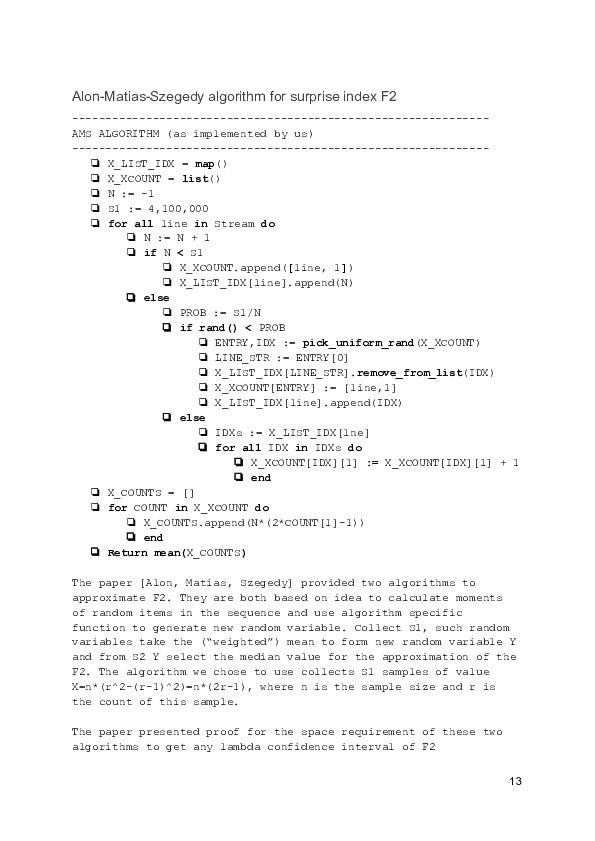 Alon-Matias-Szegedy algorithm for surprise index F2
--------------------------------------------------------------
AMS ALGORITHM (as implemented by us)
--------------------------------------------------------------
❏ X_LIST_IDX = map()
❏ X_XCOUNT = list()
❏ N := -1
❏ S1 := 4,100,000
❏ for all line in Stream do
❏ N := N + 1
❏ if N < S1
❏ X_XCOUNT.append([line, 1])
❏ X_LIST_IDX[line].append(N)
❏ else
❏ PROB := S1/N
❏ if rand() < PROB
❏ ENTRY,IDX := pick_uniform_rand(X_XCOUNT)
❏ LINE_STR := ENTRY[0]
❏ X_LIST_IDX[LINE_STR].remove_from_list(IDX)
❏ X_XCOUNT[ENTRY] := [line,1]
❏ X_LIST_IDX[line].append(IDX)
❏ else
❏ IDXs := X_LIST_IDX[lne]
❏ for all IDX in IDXs do
❏ X_XCOUNT[IDX][1] := X_XCOUNT[IDX][1] + 1
❏ end
❏ X_COUNTS = []
❏ for COUNT in X_XCOUNT do
❏ X_COUNTS.append(N*(2*COUNT[1]-1))
❏ end
❏ Return mean(X_COUNTS)
The paper [Alon, Matias, Szegedy] provided two algorithms to
approximate F2. They are both based on idea to calculate moments
of random items in the sequence and use algorithm specific
function to generate new random variable. Collect S1, such random
variables take the (“weighted”) mean to form new random variable Y
and from S2 Y select the median value for the approximation of the
F2. The algorithm we chose to use collects S1 samples of value
X=n*(r^2-(r-1)^2)=n*(2r-1), where n is the sample size and r is
the count of this sample.
The paper presented proof for the space requirement of these two
algorithms to get any lambda confidence interval of F2
13